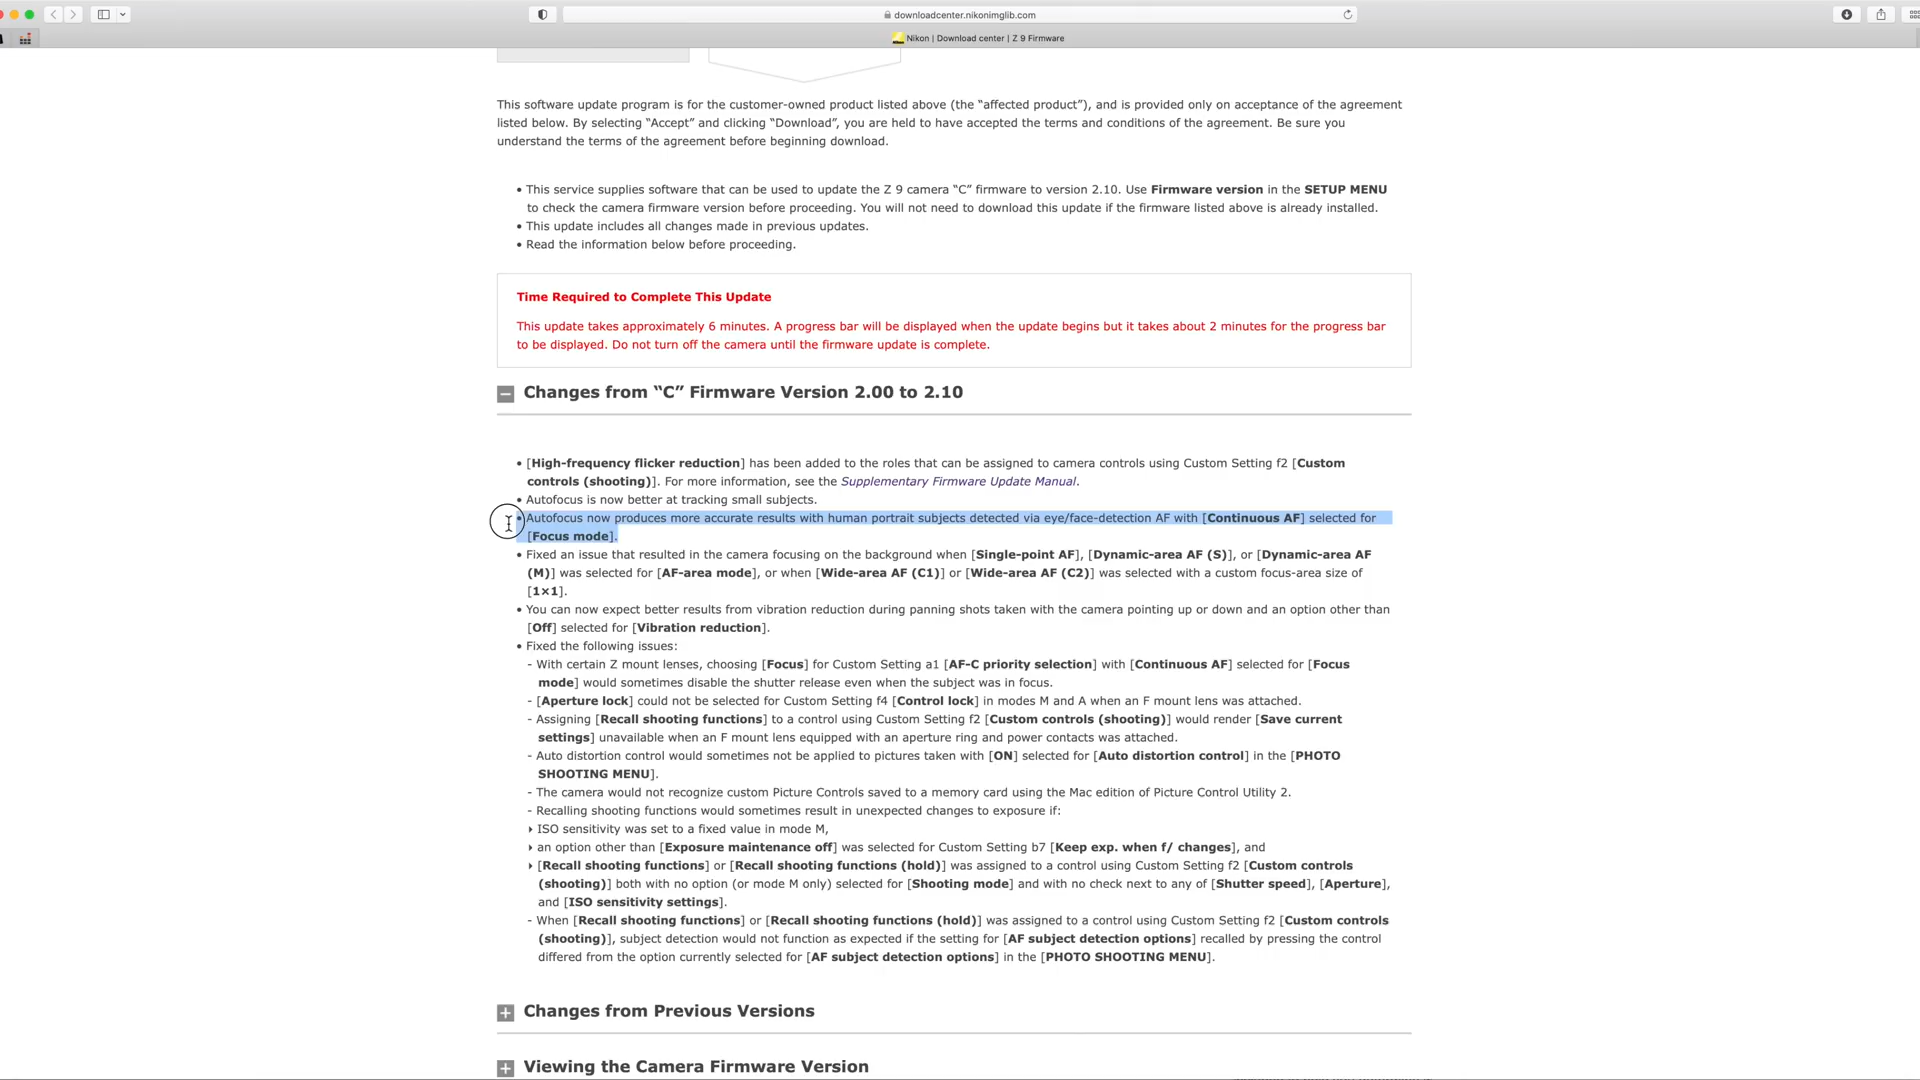 downloadcenter.nikonimglib.com
Nikon | Download center | Z 9 Firmware
This software update program is for the customer-owned product listed above (the “affected product”), and is provided only on acceptance of the agreement
listed below. By selecting “Accept” and clicking “Download”, you are held to have accepted the terms and conditions of the agreement. Be sure you
understand the terms of the agreement before beginning download.
• This service supplies software that can be used to update the Z 9 camera “C” firmware to version 2.10. Use Firmware version in the SETUP MENU
to check the camera firmware version before proceeding. You will not need to download this update if the firmware listed above is already installed.
• This update includes all changes made in previous updates.
• Read the information below before proceeding.
Time Required to Complete This Update
This update takes approximately 6 minutes. A progress bar will be displayed when the update begins but it takes about 2 minutes for the progress bar
to be displayed. Do not turn off the camera until the firmware update is complete.
Changes from “C” Firmware Version 2.00 to 2.10
• [High-frequency flicker reduction] has been added to the roles that can be assigned to camera controls using Custom Setting f2 [Custom
controls (shooting)]. For more information, see the Supplementary Firmware Update Manual.
• Autofocus is now better at tracking small subjects.
• Autofocus now produces more accurate results with human portrait subjects detected via eye/face-detection AF with [Continuous AF] selected for
[Focus mode].
• Fixed an issue that resulted in the camera focusing on the background when [Single-point AF], [Dynamic-area AF (S)], or [Dynamic-area AF
(M)] was selected for [AF-area mode], or when [Wide-area AF (C1)] or [Wide-area AF (C2)] was selected with a custom focus-area size of
[1×1].
• You can now expect better results from vibration reduction during panning shots taken with the camera pointing up or down and an option other than
[Off] selected for [Vibration reduction].
• Fixed the following issues:
- With certain Z mount lenses, choosing [Focus] for Custom Setting a1 [AF-C priority selection] with [Continuous AF] selected for [Focus
mode] would sometimes disable the shutter release even when the subject was in focus.
- [Aperture lock] could not be selected for Custom Setting f4 [Control lock] in modes M and A when an F mount lens was attached.
- Assigning [Recall shooting functions] to a control using Custom Setting f2 [Custom controls (shooting)] would render [Save current
settings] unavailable when an F mount lens equipped with an aperture ring and power contacts was attached.
- Auto distortion control would sometimes not be applied to pictures taken with [ON] selected for [Auto distortion control] in the [PHOTO
SHOOTING MENU].
- The camera would not recognize custom Picture Controls saved to a memory card using the Mac edition of Picture Control Utility 2.
- Recalling shooting functions would sometimes result in unexpected changes to exposure if:
ISO sensitivity was set to a fixed value in mode M,
an option other than [Exposure maintenance off] was selected for Custom Setting b7 [Keep exp. when f/ changes], and
[Recall shooting functions] or [Recall shooting functions (hold)] was assigned to a control using Custom Setting f2 [Custom controls
(shooting)] both with no option (or mode M only) selected for [Shooting mode] and with no check next to any of [Shutter speed], [Aperture],
and [ISO sensitivity settings].
- When [Recall shooting functions] or [Recall shooting functions (hold)] was assigned to a control using Custom Setting f2 [Custom controls
(shooting)], subject detection would not function as expected if the setting for [AF subject detection options] recalled by pressing the control
differed from the option currently selected for [AF subject detection options] in the [PHOTO SHOOTING MENU].
Changes from Previous Versions
Viewing the Camera Firmware Version